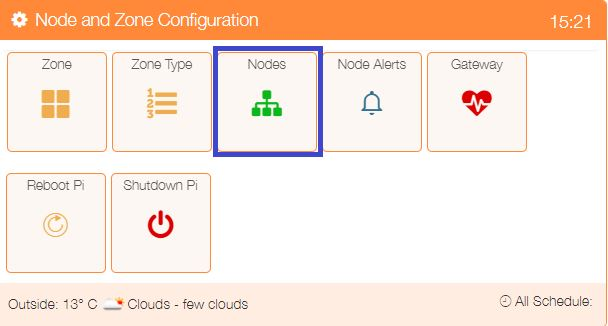 Node and Zone Configuration 15:21
Zone Zone Type Nodes Node Alerts Gateway
1
2
3
Reboot Pi Shutdown Pi
Outside: 13° C Clouds - few clouds All Schedule: